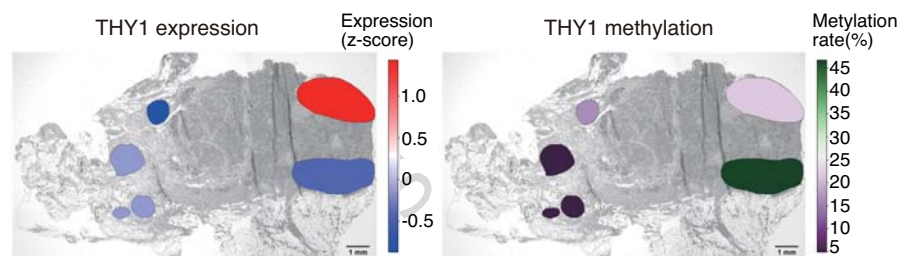 THY1 expression
Expression
(z-score)
1.0
0.5
0
-0.5
1 mm
THY1 methylation
Metylation
rate(%)
45
40
35
30
25
20
15
10
5
1 mm